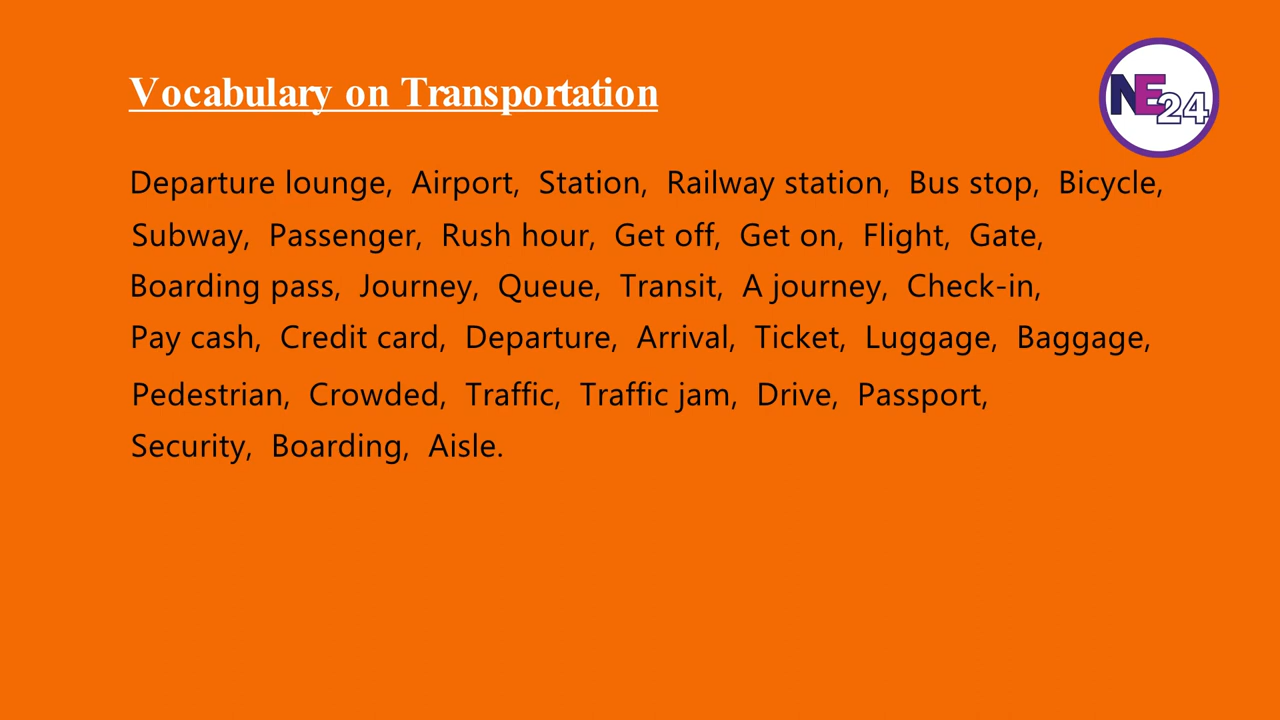 Vocabulary on Transportation
NE24
Departure lounge, Airport, Station, Railway station, Bus stop, Bicycle,
Subway, Passenger, Rush hour, Get off, Get on, Flight, Gate,
Boarding pass, Journey, Queue, Transit, A journey, Check-in,
Pay cash, Credit card, Departure, Arrival, Ticket, Luggage, Baggage,
Pedestrian, Crowded, Traffic, Traffic jam, Drive, Passport,
Security, Boarding, Aisle.